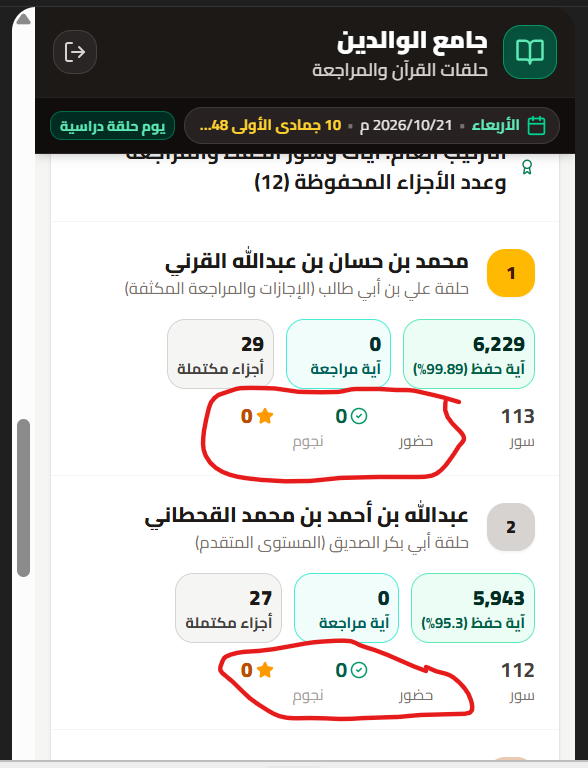 جامع الوالدين
حلقات القرآن والمراجعة
الأربعاء • 2026/10/21 م • 10 جمادى الأولى 48...
يوم حلقة دراسية
وعدد الأجزاء المحفوظة (12)
1
محمد بن حسان بن عبدالله القرني
حلقة علي بن أبي طالب (الإجازات والمراجعة المكثفة)
6,229
آية حفظ (99.89%)
0
آية مراجعة
29
أجزاء مكتملة
113
سور
0
حضور
0
نجوم
2
عبدالله بن أحمد بن محمد القحطاني
حلقة أبي بكر الصديق (المستوى المتقدم)
5,943
آية حفظ (95.3%)
0
آية مراجعة
27
أجزاء مكتملة
112
سور
0
حضور
0
نجوم